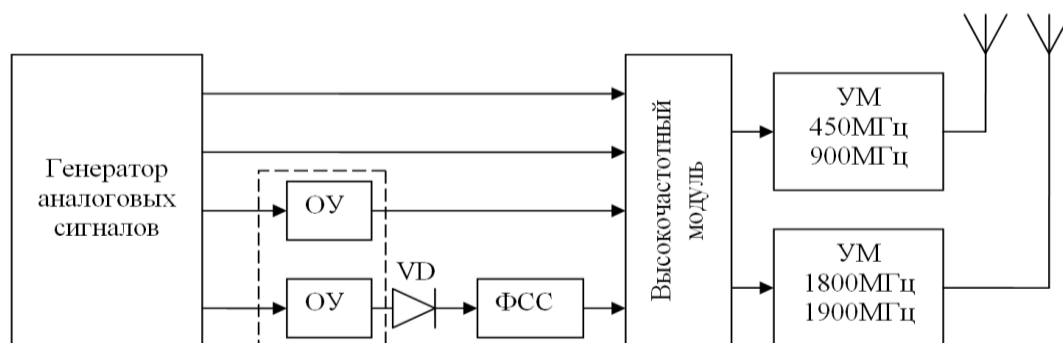 Генератор
аналоговых
сигналов
ОУ
ОУ
VD
ФСС
Высокочастотный
модуль
УМ
450МГц
900МГц
УМ
1800МГц
1900МГц